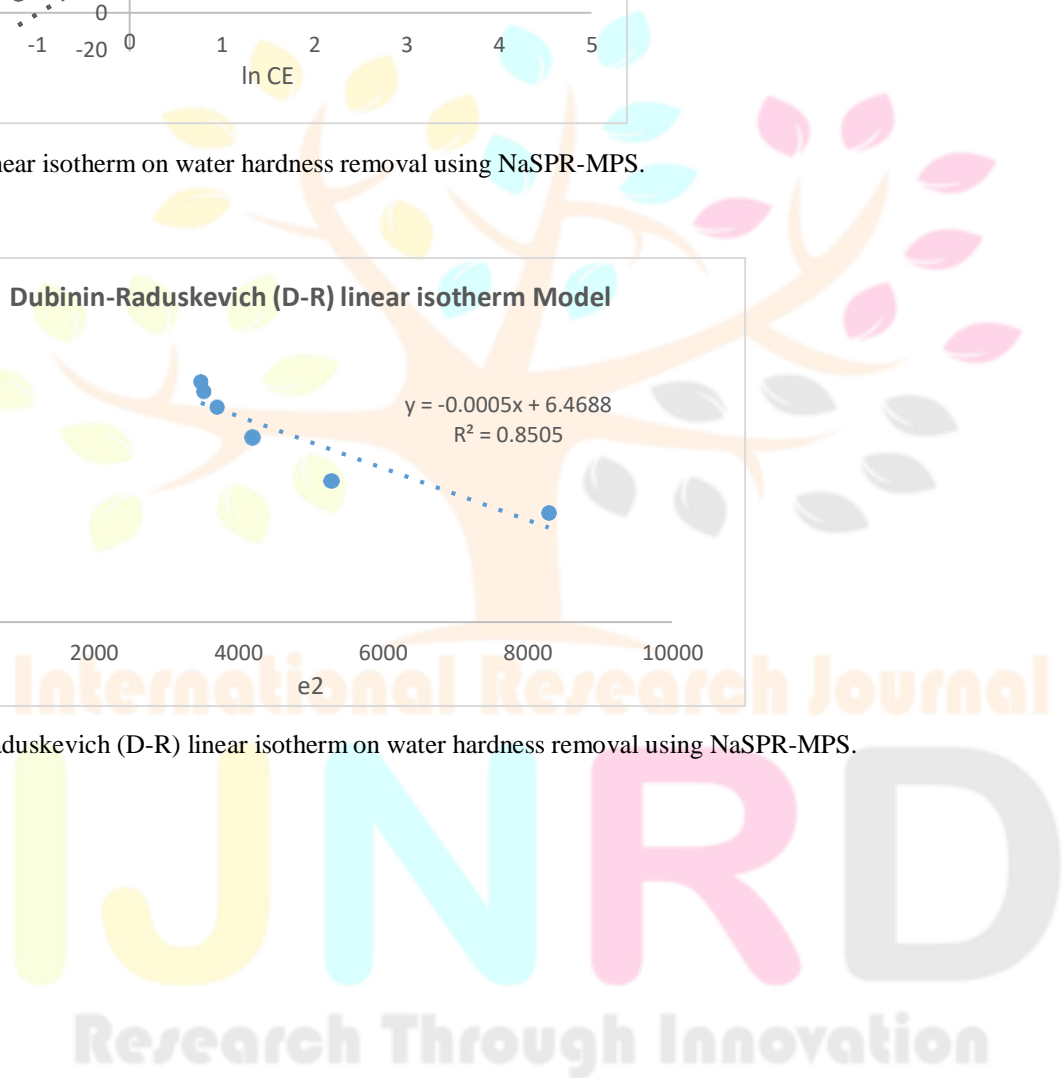 0
-1 -20 0 1 2 3 4 5
ln CE
near isotherm on water hardness removal using NaSPR-MPS.
Dubinin-Raduskevich (D-R) linear isotherm Model
y = -0.0005x + 6.4688
R² = 0.8505
2000 4000 6000 8000 10000
e2
International Research Journal
aduskevich (D-R) linear isotherm on water hardness removal using NaSPR-MPS.
IJNRD
Research Through Innovation